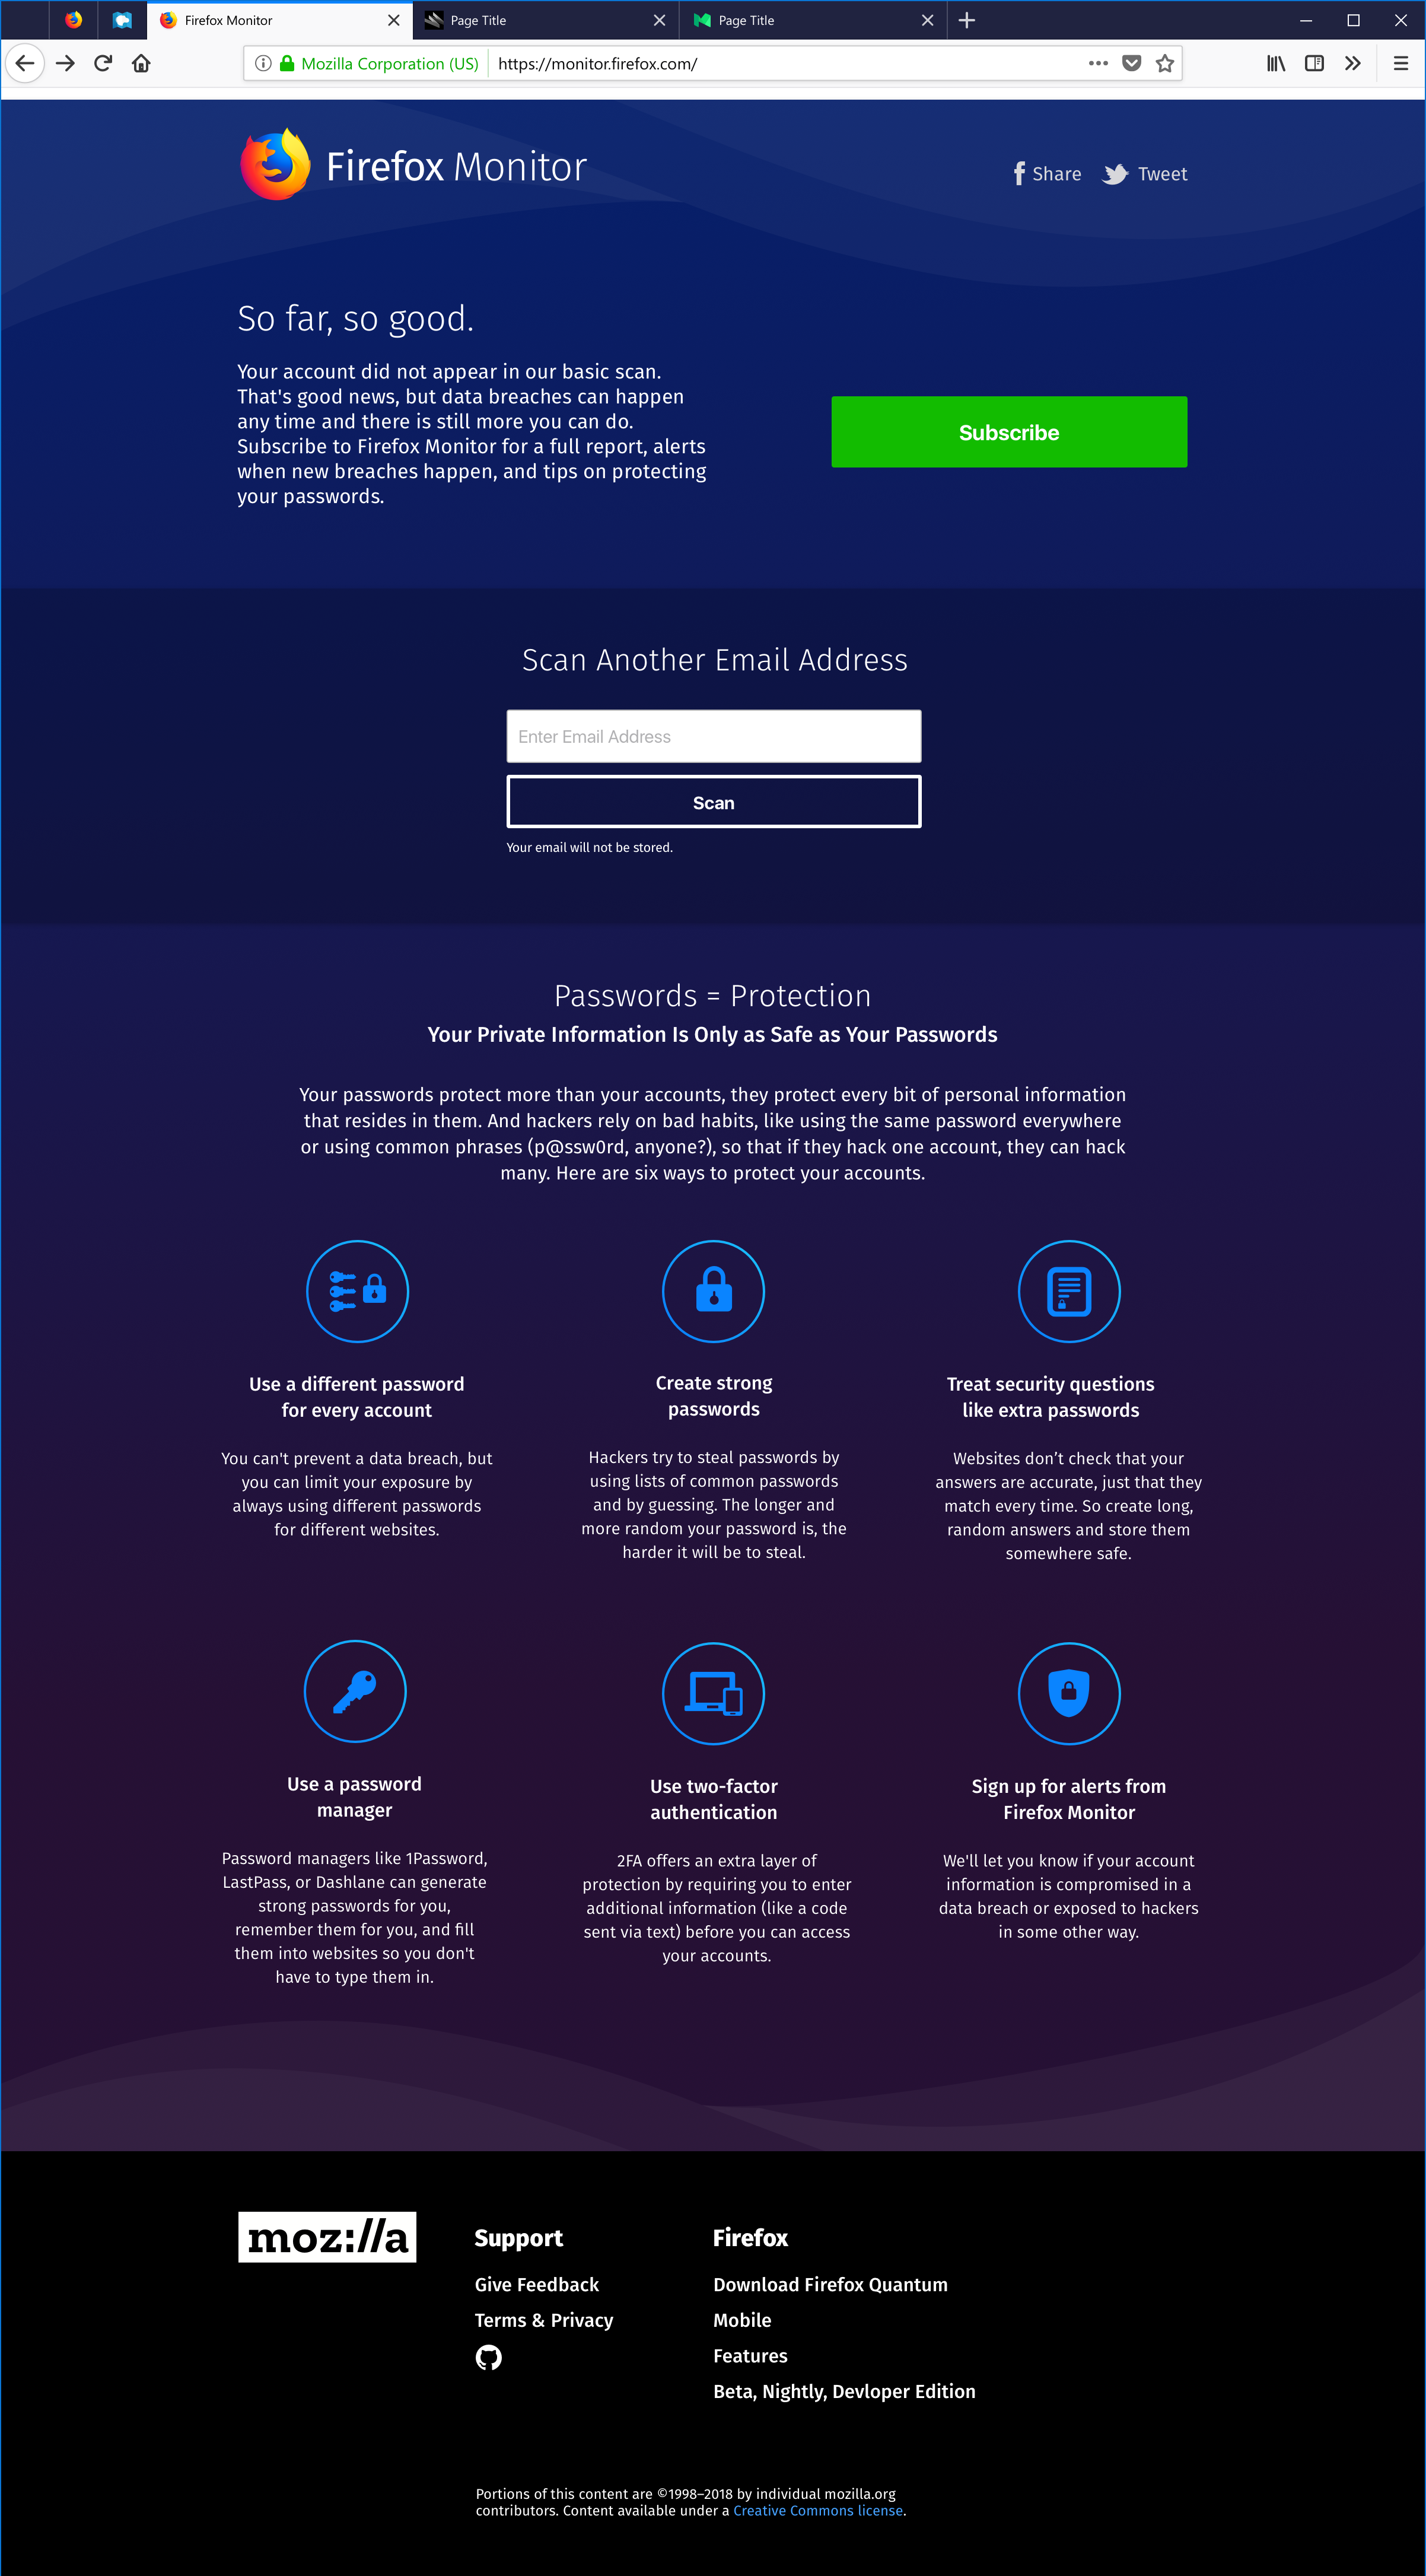 Firefox Monitor
Page Title
Page Title
Mozilla Corporation (US)
https://monitor.firefox.com/
Firefox Monitor
Share
Tweet
So far, so good.
Your account did not appear in our basic scan.
That's good news, but data breaches can happen
any time and there is still more you can do.
Subscribe to Firefox Monitor for a full report, alerts
when new breaches happen, and tips on protecting
your passwords.
Subscribe
Scan Another Email Address
Enter Email Address
Scan
Your email will not be stored.
Passwords = Protection
Your Private Information Is Only as Safe as Your Passwords
Your passwords protect more than your accounts, they protect every bit of personal information
that resides in them. And hackers rely on bad habits, like using the same password everywhere
or using common phrases (p@ssw0rd, anyone?), so that if they hack one account, they can hack
many. Here are six ways to protect your accounts.
Use a different password
for every account
You can't prevent a data breach, but
you can limit your exposure by
always using different passwords
for different websites.
Create strong
passwords
Hackers try to steal passwords by
using lists of common passwords
and by guessing. The longer and
more random your password is, the
harder it will be to steal.
Treat security questions
like extra passwords
Websites don’t check that your
answers are accurate, just that they
match every time. So create long,
random answers and store them
somewhere safe.
Use a password
manager
Password managers like 1Password,
LastPass, or Dashlane can generate
strong passwords for you,
remember them for you, and fill
them into websites so you don't
have to type them in.
Use two-factor
authentication
2FA offers an extra layer of
protection by requiring you to enter
additional information (like a code
sent via text) before you can access
your accounts.
Sign up for alerts from
Firefox Monitor
We'll let you know if your account
information is compromised in a
data breach or exposed to hackers
in some other way.
moz://a
Support
Give Feedback
Terms & Privacy
Firefox
Download Firefox Quantum
Mobile
Features
Beta, Nightly, Devloper Edition
Portions of this content are ©1998–2018 by individual mozilla.org
contributors. Content available under a Creative Commons license.